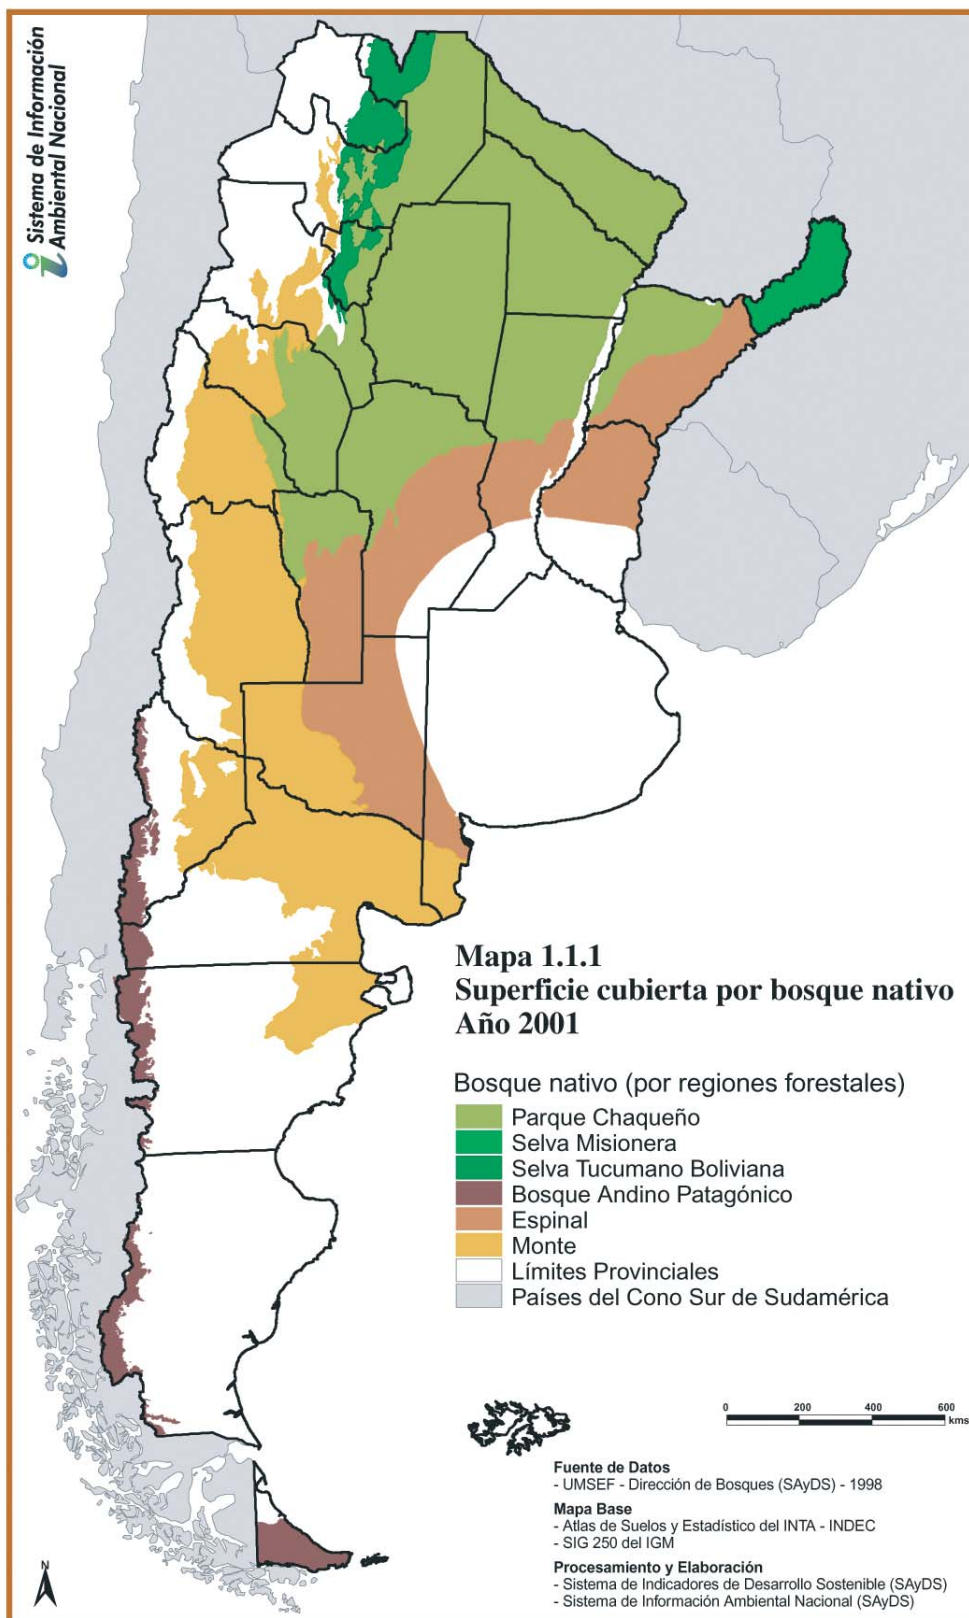 Sistema de Información
Ambiental Nacional
Mapa 1.1.1
Superficie cubierta por bosque nativo
Año 2001
Bosque nativo (por regiones forestales)
Parque Chaqueño
Selva Misionera
Selva Tucumano Boliviana
Bosque Andino Patagónico
Espinal
Monte
Límites Provinciales
Países del Cono Sur de Sudamérica
0 200 400 600
kms
Fuente de Datos
- UMSEF - Dirección de Bosques (SAyDS) - 1998
Mapa Base
- Atlas de Suelos y Estadístico del INTA - INDEC
- SIG 250 del IGM
Procesamiento y Elaboración
- Sistema de Indicadores de Desarrollo Sostenible (SAyDS)
- Sistema de Información Ambiental Nacional (SAyDS)
N